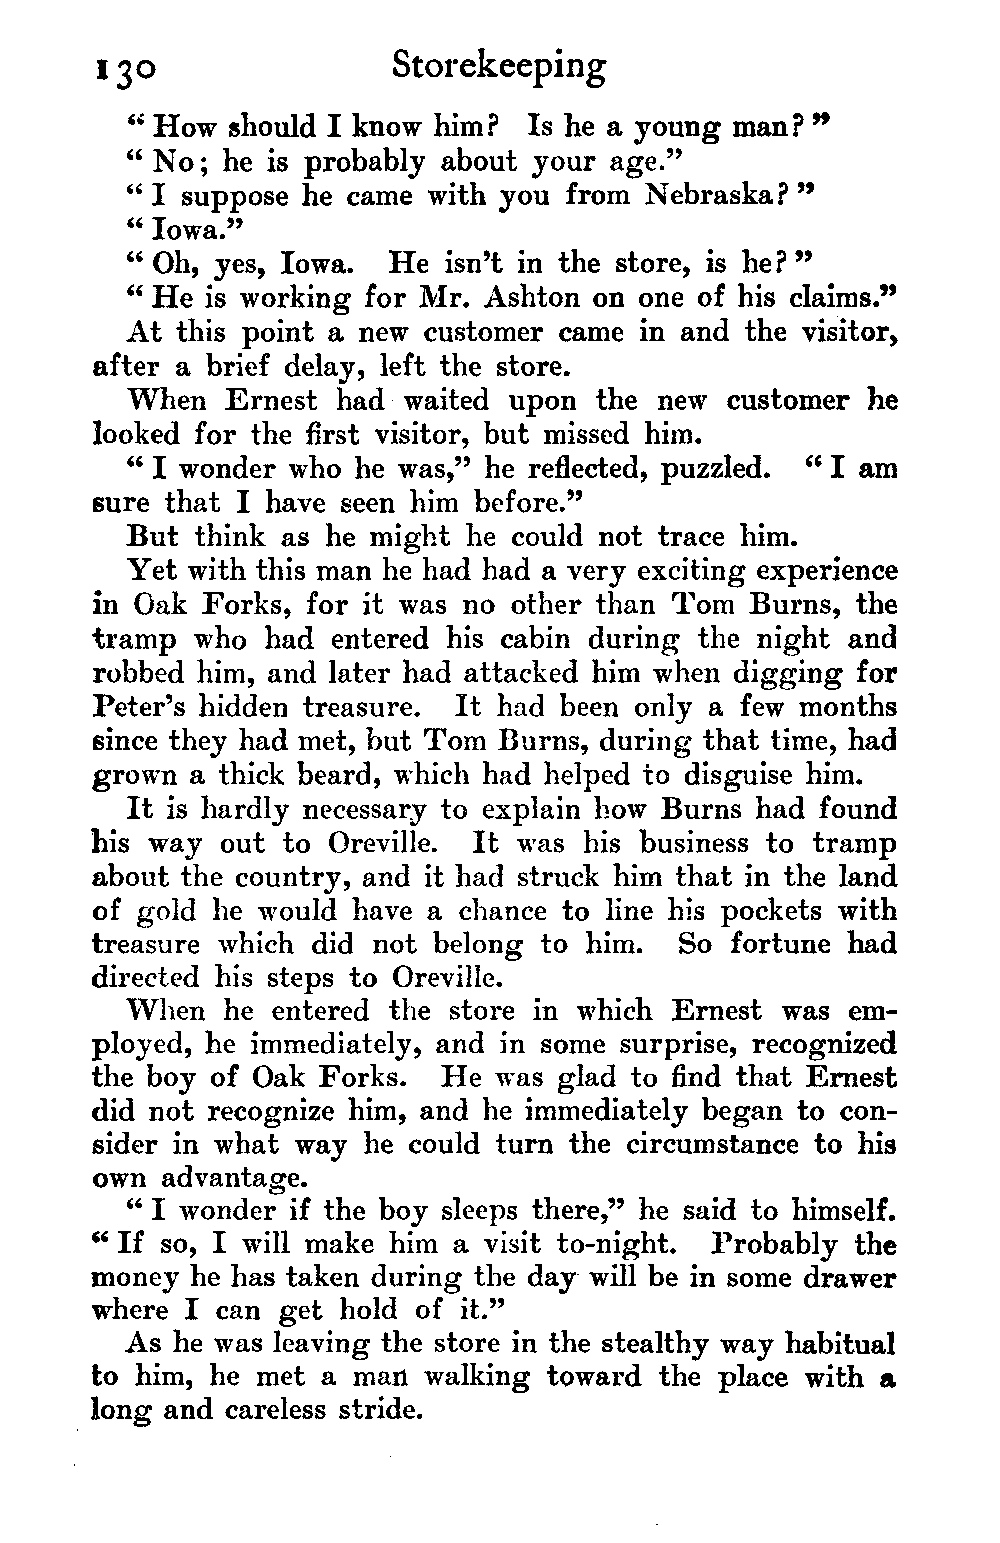 130 Storekeeping
“ How should I know him? Is he a young man? ”
“ No; he is probably about your age.”
“ I suppose he came with you from Nebraska? ”
“ Iowa.”
“ Oh, yes, Iowa. He isn't in the store, is he? ”
“ He is working for Mr. Ashton on one of his claims.”
At this point a new customer came in and the visitor,
after a brief delay, left the store.
When Ernest had waited upon the new customer he
looked for the first visitor, but missed him.
“ I wonder who he was,” he reflected, puzzled. “ I am
sure that I have seen him before.”
But think as he might he could not trace him.
Yet with this man he had had a very exciting experience
in Oak Forks, for it was no other than Tom Burns, the
tramp who had entered his cabin during the night and
robbed him, and later had attacked him when digging for
Peter's hidden treasure. It had been only a few months
since they had met, but Tom Burns, during that time, had
grown a thick beard, which had helped to disguise him.
It is hardly necessary to explain how Burns had found
his way out to Oreville. It was his business to tramp
about the country, and it had struck him that in the land
of gold he would have a chance to line his pockets with
treasure which did not belong to him. So fortune had
directed his steps to Oreville.
When he entered the store in which Ernest was em-
ployed, he immediately, and in some surprise, recognized
the boy of Oak Forks. He was glad to find that Ernest
did not recognize him, and he immediately began to con-
sider in what way he could turn the circumstance to his
own advantage.
“ I wonder if the boy sleeps there,” he said to himself.
“ If so, I will make him a visit to-night. Probably the
money he has taken during the day will be in some drawer
where I can get hold of it.”
As he was leaving the store in the stealthy way habitual
to him, he met a man walking toward the place with a
long and careless stride.